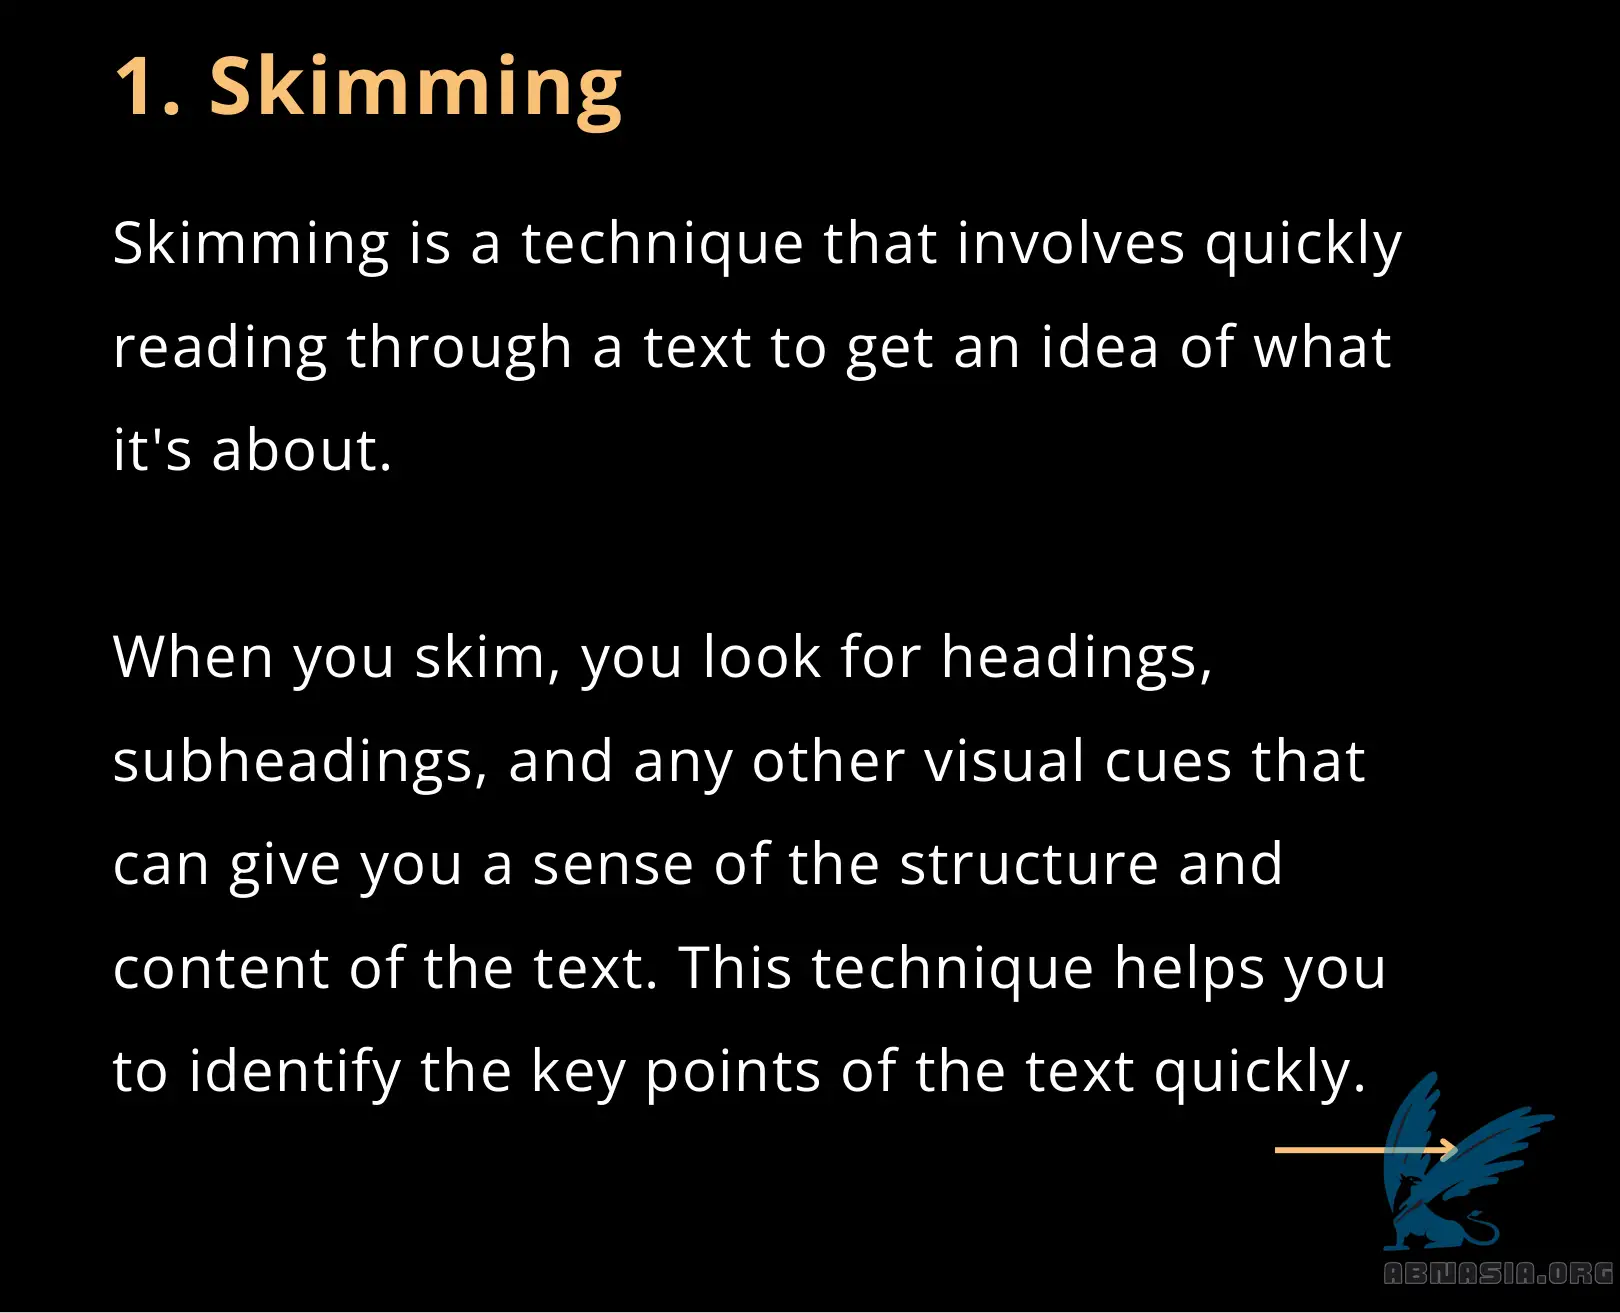 1. Skimming
Skimming is a technique that involves quickly
reading through a text to get an idea of what
it's about.
When you skim, you look for headings,
subheadings, and any other visual cues that
can give you a sense of the structure and
content of the text. This technique helps you
to identify the key points of the text quickly.
ABNASIA.ORG